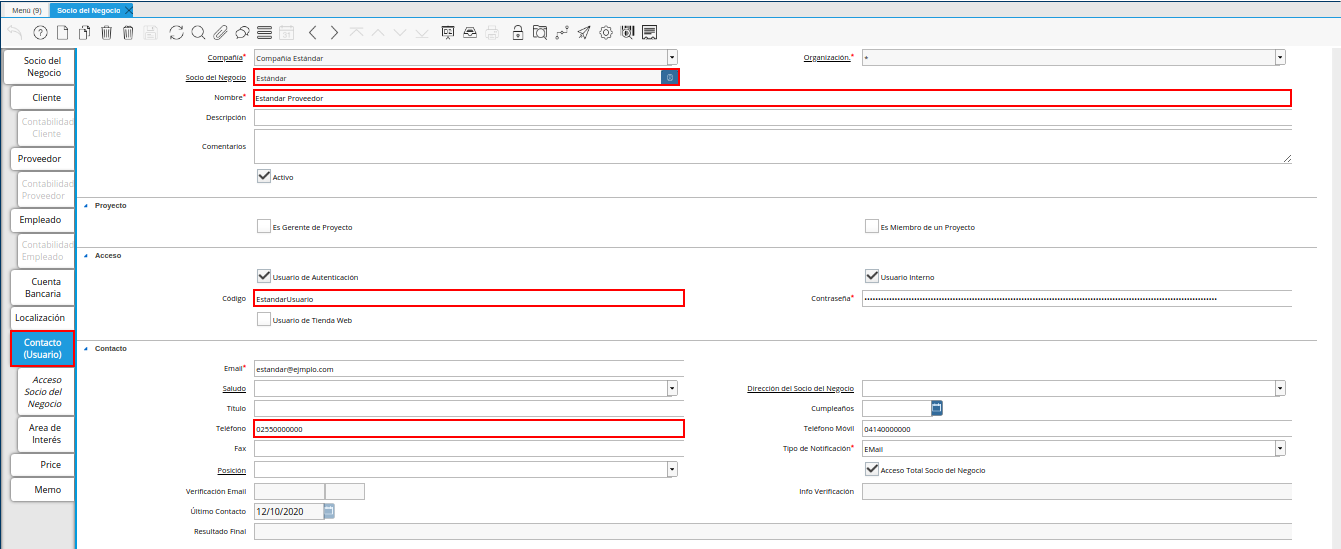 Menú (9)
Socio del Negocio
Socio del
Negocio
Cliente
Contabilidad
Cliente
Proveedor
Contabilidad
Proveedor
Empleado
Contabilidad
Empleado
Cuenta
Bancaria
Localización
Contacto
(Usuario)
Acceso
Socio del
Negocio
Area de
Interés
Price
Memo
Compañía* Compañía Estándar Organización.* *
Socio del Negocio Estándar
Nombre* Estandar Proveedor
Descripción
Comentarios
Activo
Proyecto
Es Gerente de Proyecto Es Miembro de un Proyecto
Acceso
Usuario de Autenticación Usuario Interno
Código EstandarUsuario Contraseña*
Usuario de Tienda Web
Contacto
Email* estandar@ejmplo.com
Saludo Dirección del Socio del Negocio
Título Cumpleaños
Teléfono 02550000000 Teléfono Móvil 04140000000
Fax Tipo de Notificación* EMail
Posición Acceso Total Socio del Negocio
Verificación Email Info Verificación
Último Contacto 12/10/2020
Resultado Final